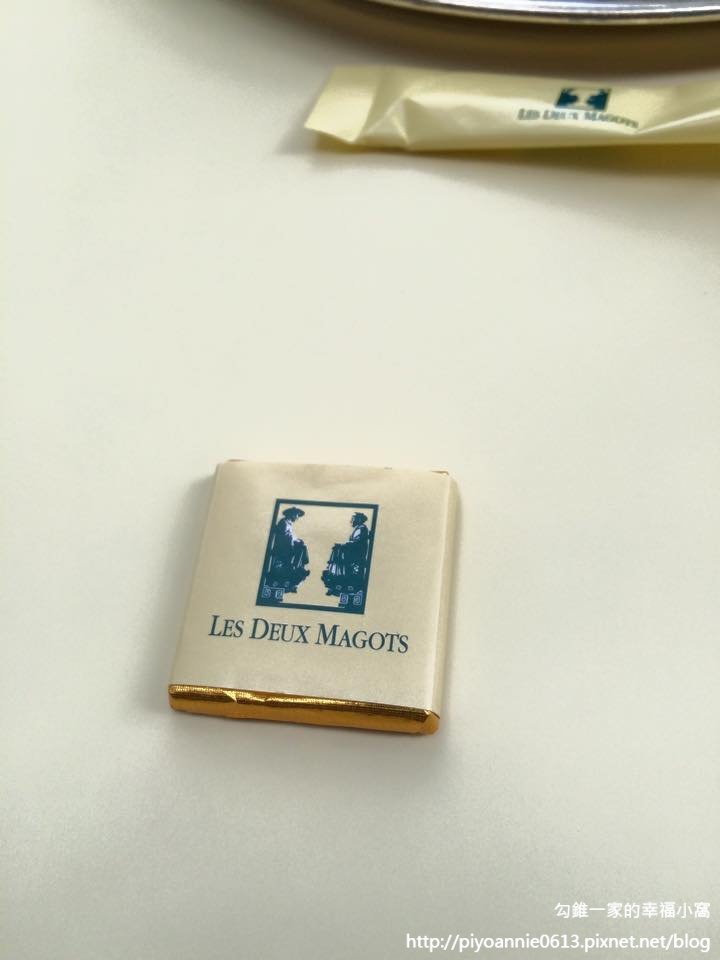 LES DEUX MAGOTS
LES DEUX MAGOTS
勾錐一家的幸福小窩
http://piyoannie0613.pixnet.net/blog